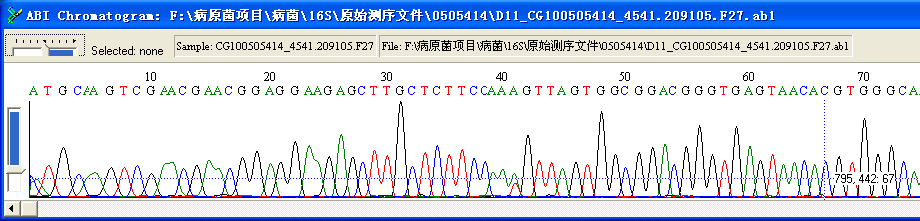 ABI Chromatogram: F:\病原菌项目\病菌\16S\原始测序文件\0505414\D11_CG100505414_4541.209105.F27.ab1
Selected: none
Sample: CG100505414_4541.209105.F27
File: F:\病原菌项目\病菌\16S\原始测序文件\0505414\D11_CG100505414_4541.209105.F27.ab1
10 20 30 40 50 60 70
A T G C A A G T C G A A C G A A C G G A G G A A G A G C T T G C T C T T C C A A A G T T A G T G G C G G A C G G G T G A G T A A C A C G T G G G C A
795, 442: 67